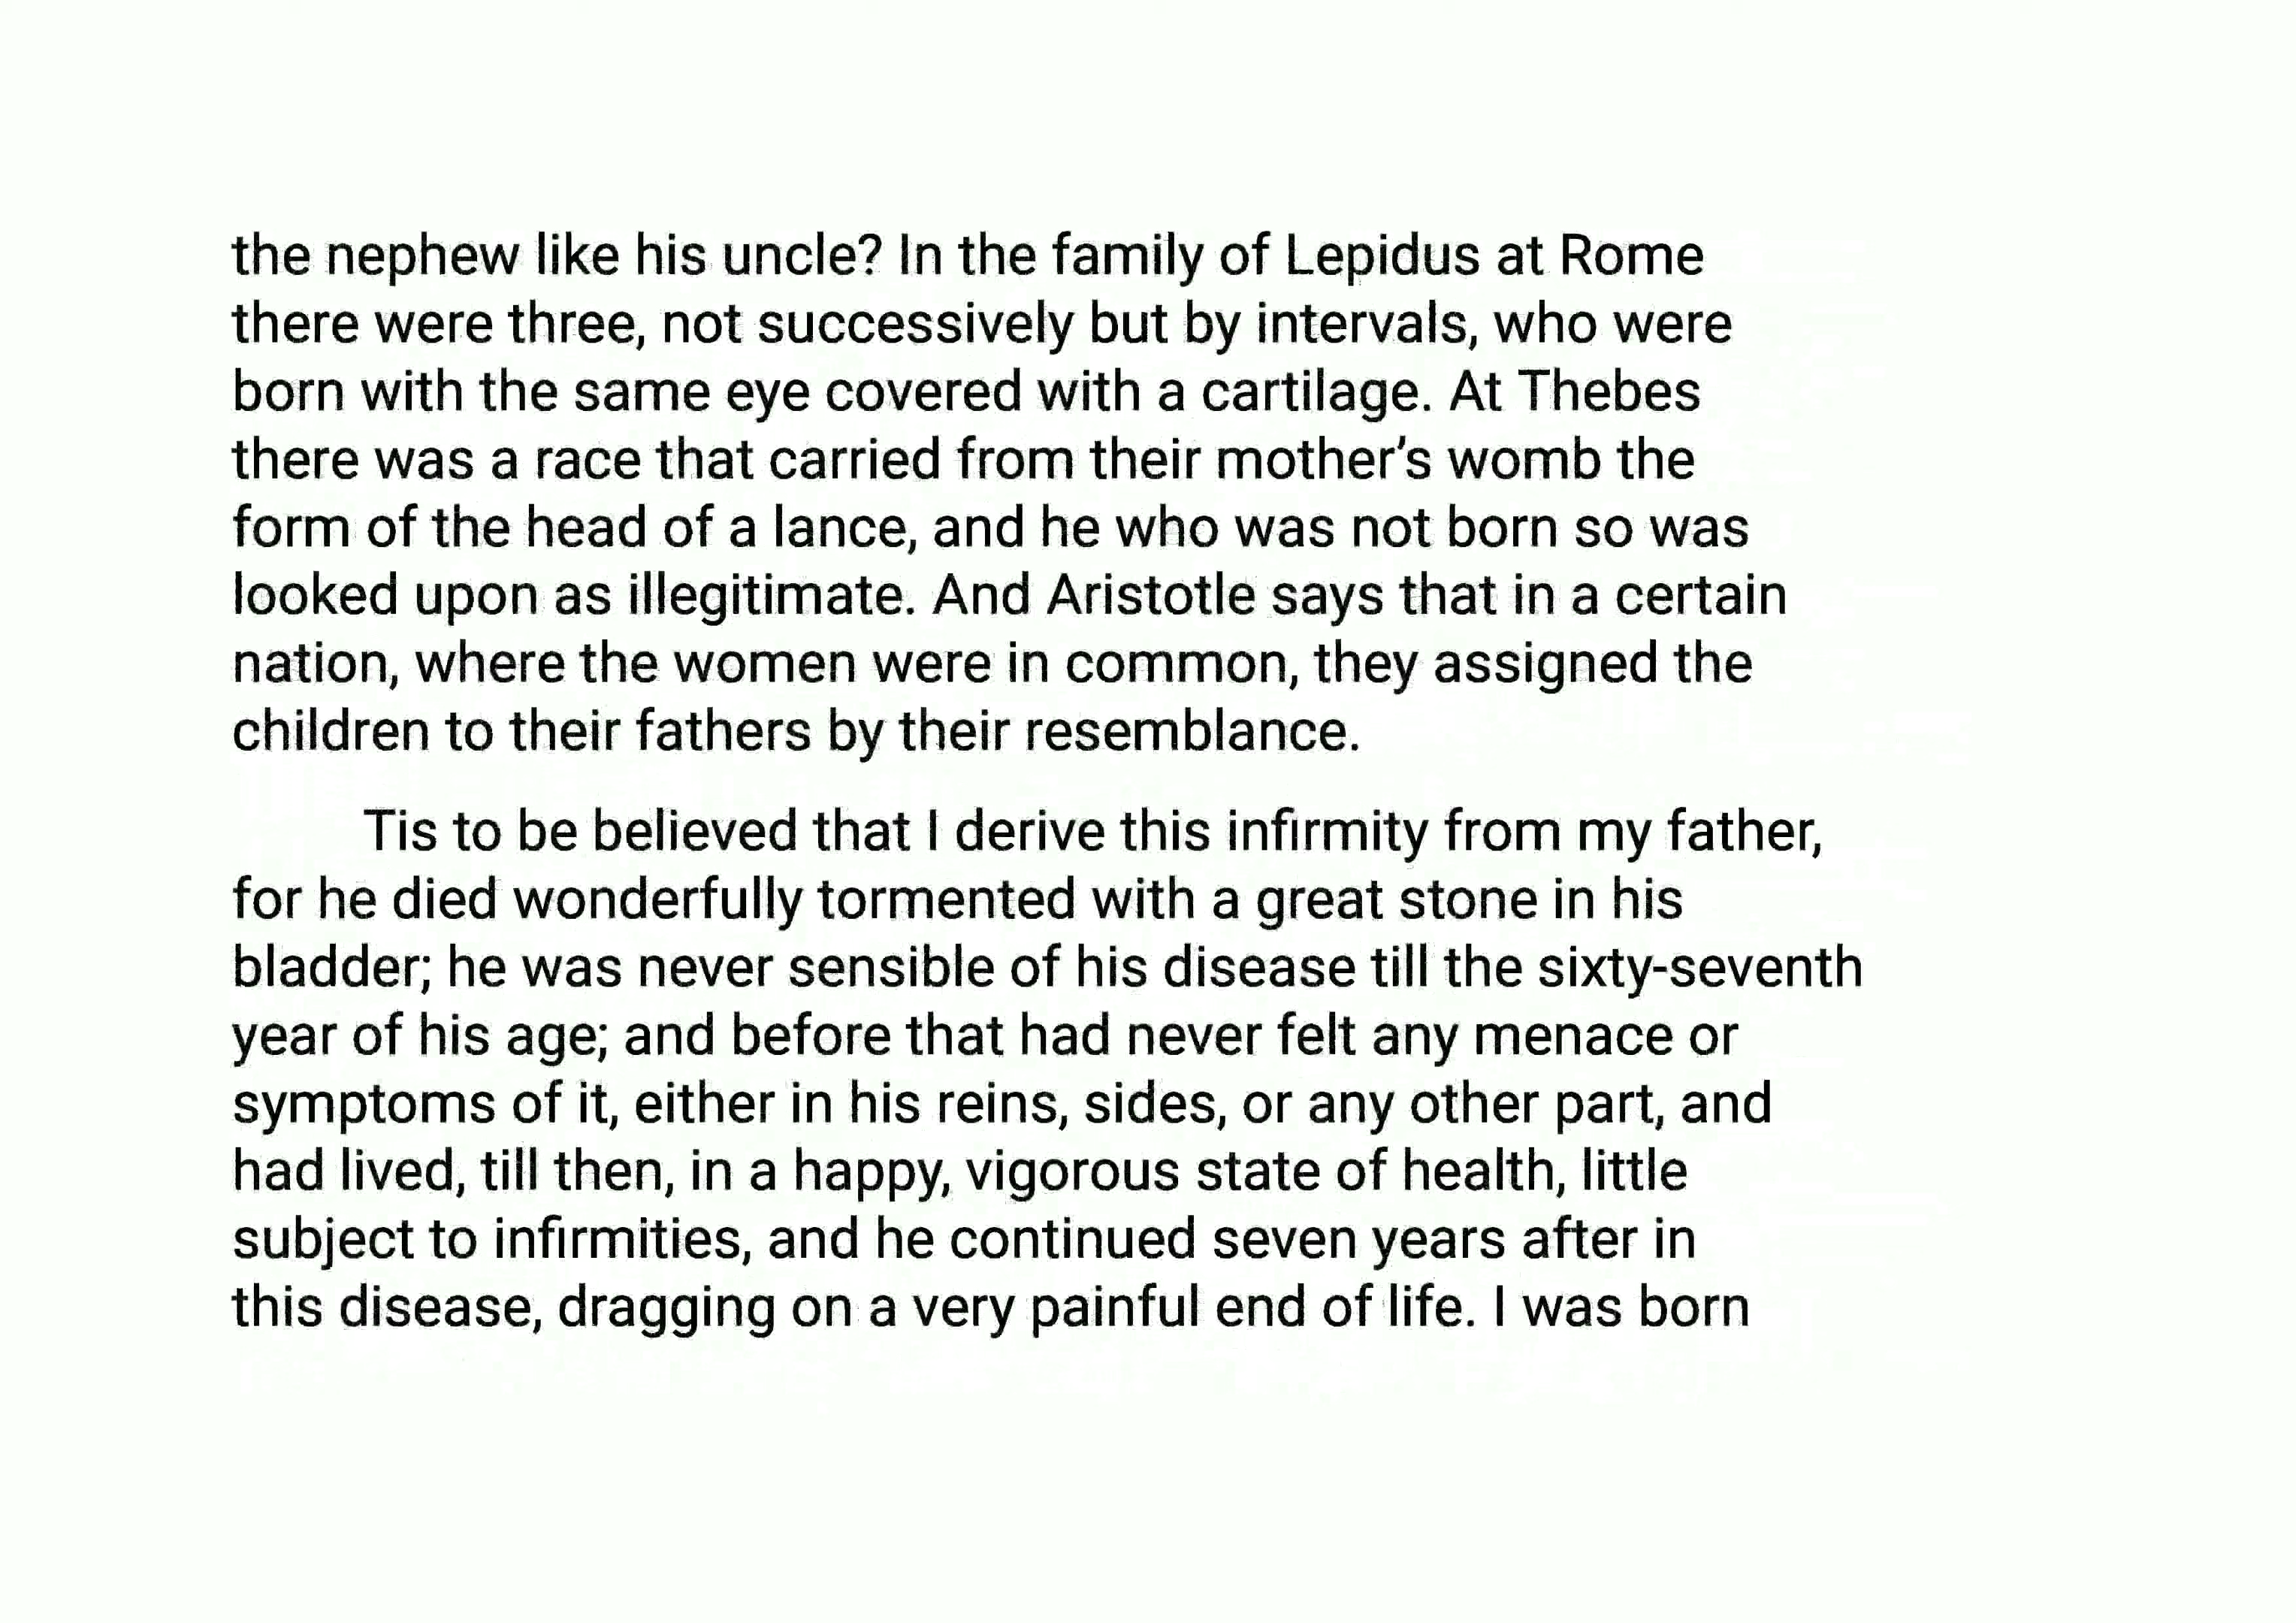 the nephew like his uncle? In the family of Lepidus at Rome
there were three, not successively but by intervals, who were
born with the same eye covered with a cartilage. At Thebes
there was a race that carried from their mother’s womb the
form of the head of a lance, and he who was not born so was
looked upon as illegitimate. And Aristotle says that in a certain
nation, where the women were in common, they assigned the
children to their fathers by their resemblance.
Tis to be believed that I derive this infirmity from my father,
for he died wonderfully tormented with a great stone in his
bladder; he was never sensible of his disease till the sixty-seventh
year of his age; and before that had never felt any menace or
symptoms of it, either in his reins, sides, or any other part, and
had lived, till then, in a happy, vigorous state of health, little
subject to infirmities, and he continued seven years after in
this disease, dragging on a very painful end of life. I was born